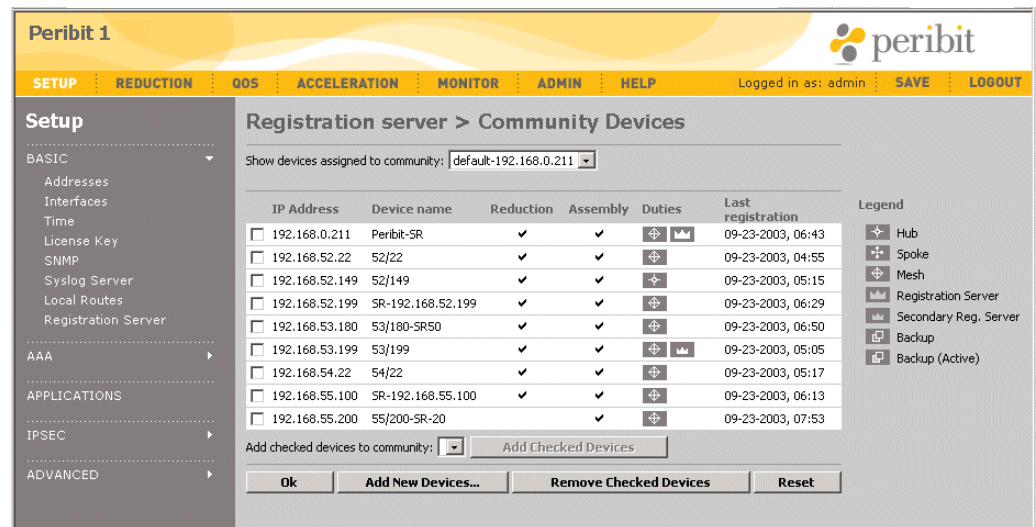 Peribit 1
peribit
SETUP REDUCTION QOS ACCELERATION MONITOR ADMIN HELP Logged in as: admin SAVE LOGOUT
Setup
BASIC
Addresses
Interfaces
Time
License Key
SNMP
Syslog Server
Local Routes
Registration Server
AAA
APPLICATIONS
IPSEC
ADVANCED
Registration server > Community Devices
Show devices assigned to community: default-192.168.0.211
IP Address Device name Reduction Assembly Duties Last registration
192.168.0.211 Peribit-SR 09-23-2003, 06:43
192.168.52.22 52/22 09-23-2003, 04:55
192.168.52.149 52/149 09-23-2003, 05:15
192.168.52.199 SR-192.168.52.199 09-23-2003, 06:29
192.168.53.180 53/180-SR50 09-23-2003, 06:50
192.168.53.199 53/199 09-23-2003, 05:05
192.168.54.22 54/22 09-23-2003, 05:17
192.168.55.100 SR-192.168.55.100 09-23-2003, 06:13
192.168.55.200 55/200-SR-20 09-23-2003, 07:53
Add checked devices to community: Add Checked Devices
Ok Add New Devices... Remove Checked Devices Reset
Legend
Hub
Spoke
Mesh
Registration Server
Secondary Reg. Server
Backup
Backup (Active)